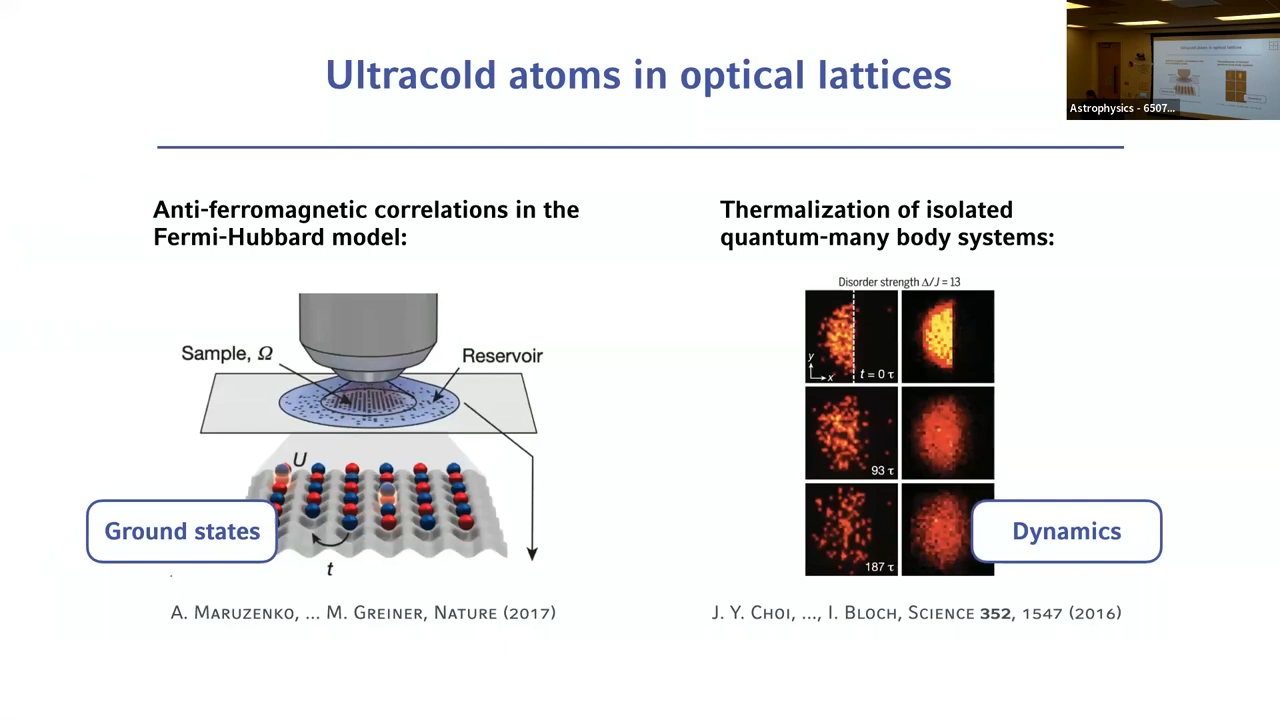 Ultracold atoms in optical lattices
Astrophysics - 6507...
Anti-ferromagnetic correlations in the
Fermi-Hubbard model:
Sample, Ω
Reservoir
U
t
Ground states
A. Maruzenko, ... M. Greiner, Nature (2017)
Thermalization of isolated
quantum-many body systems:
Disorder strength Δ/J = 13
y
x
t = 0 τ
93 τ
187 τ
Dynamics
J. Y. Choi, ..., I. Bloch, Science 352, 1547 (2016)